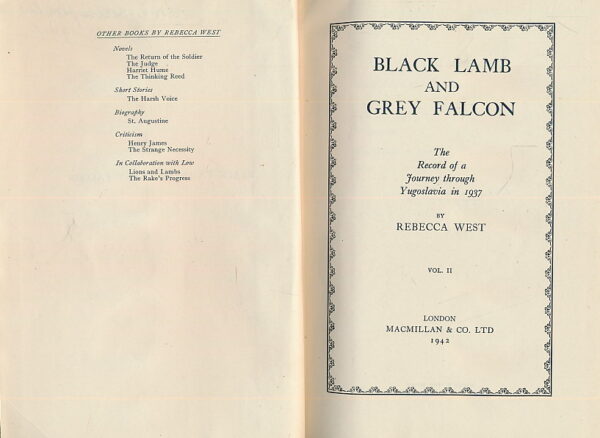 OTHER BOOKS BY REBECCA WEST
Novels
The Return of the Soldier
The Judge
Harriet Hume
The Thinking Reed
Short Stories
The Harsh Voice
Biography
St. Augustine
Criticism
Henry James
The Strange Necessity
In Collaboration with Low
Lions and Lambs
The Rake's Progress
BLACK LAMB
AND
GREY FALCON
The
Record of a
Journey through
Yugoslavia in 1937
BY
REBECCA WEST
VOL. II
LONDON
MACMILLAN & CO. LTD
1942